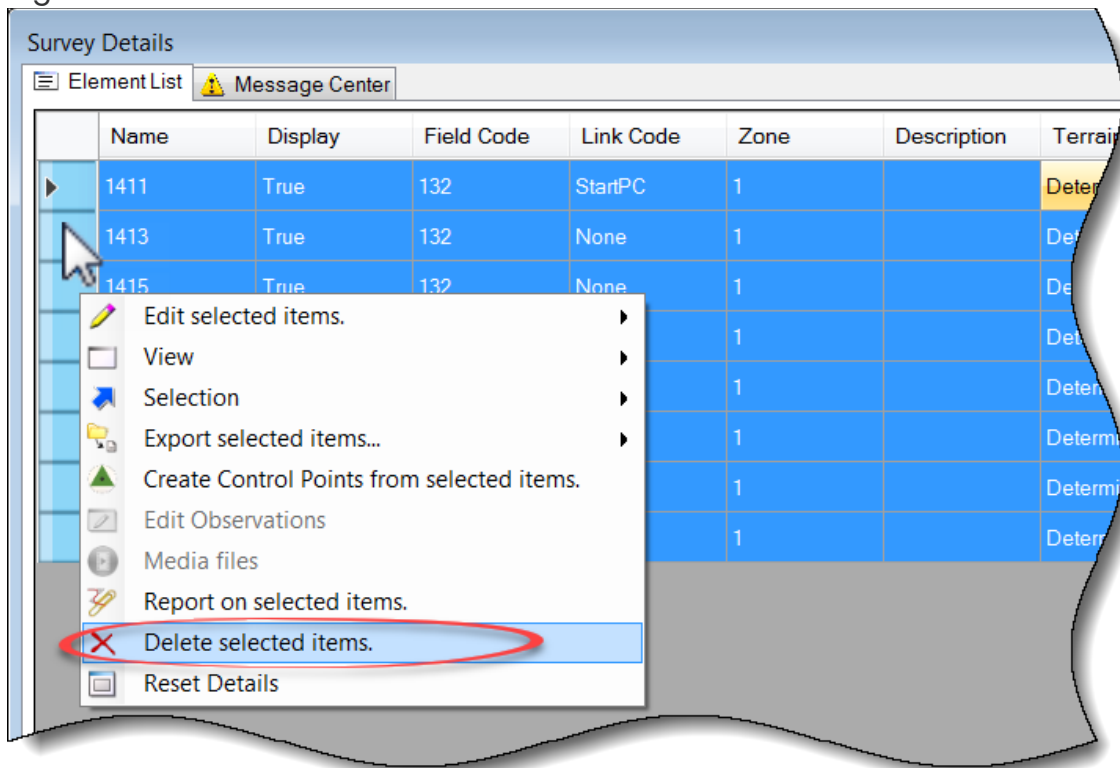 Survey Details
Element List Message Center
Name Display Field Code Link Code Zone Description
1411 True 132 StartPC 1
1413 True 132 None 1
1415 True 132 None 1
Edit selected items.
1
View
Selection
1
Export selected items...
1
Create Control Points from selected items.
1
Edit Observations
1
Media files
Report on selected items.
Delete selected items.
Reset Details